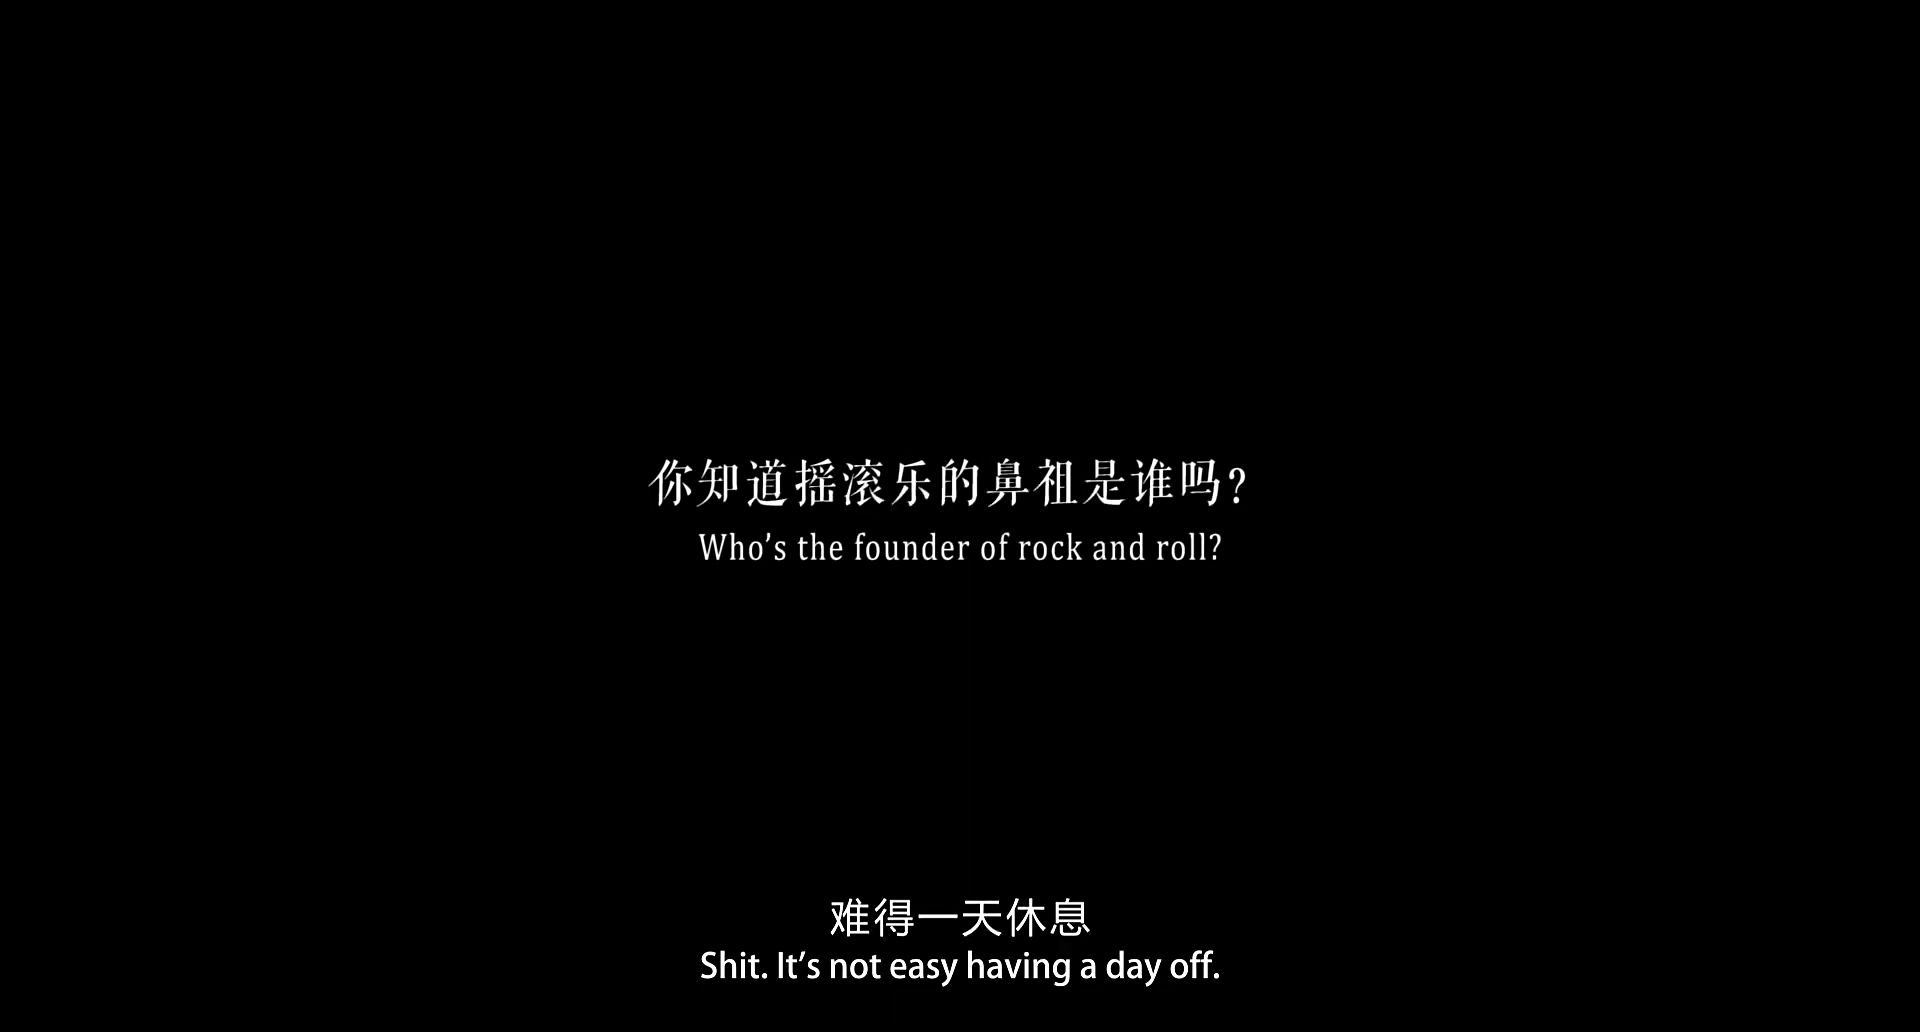 你知道摇滚乐的鼻祖是谁吗?
Who's the founder of rock and roll?
难得一天休息
Shit. It's not easy having a day off.